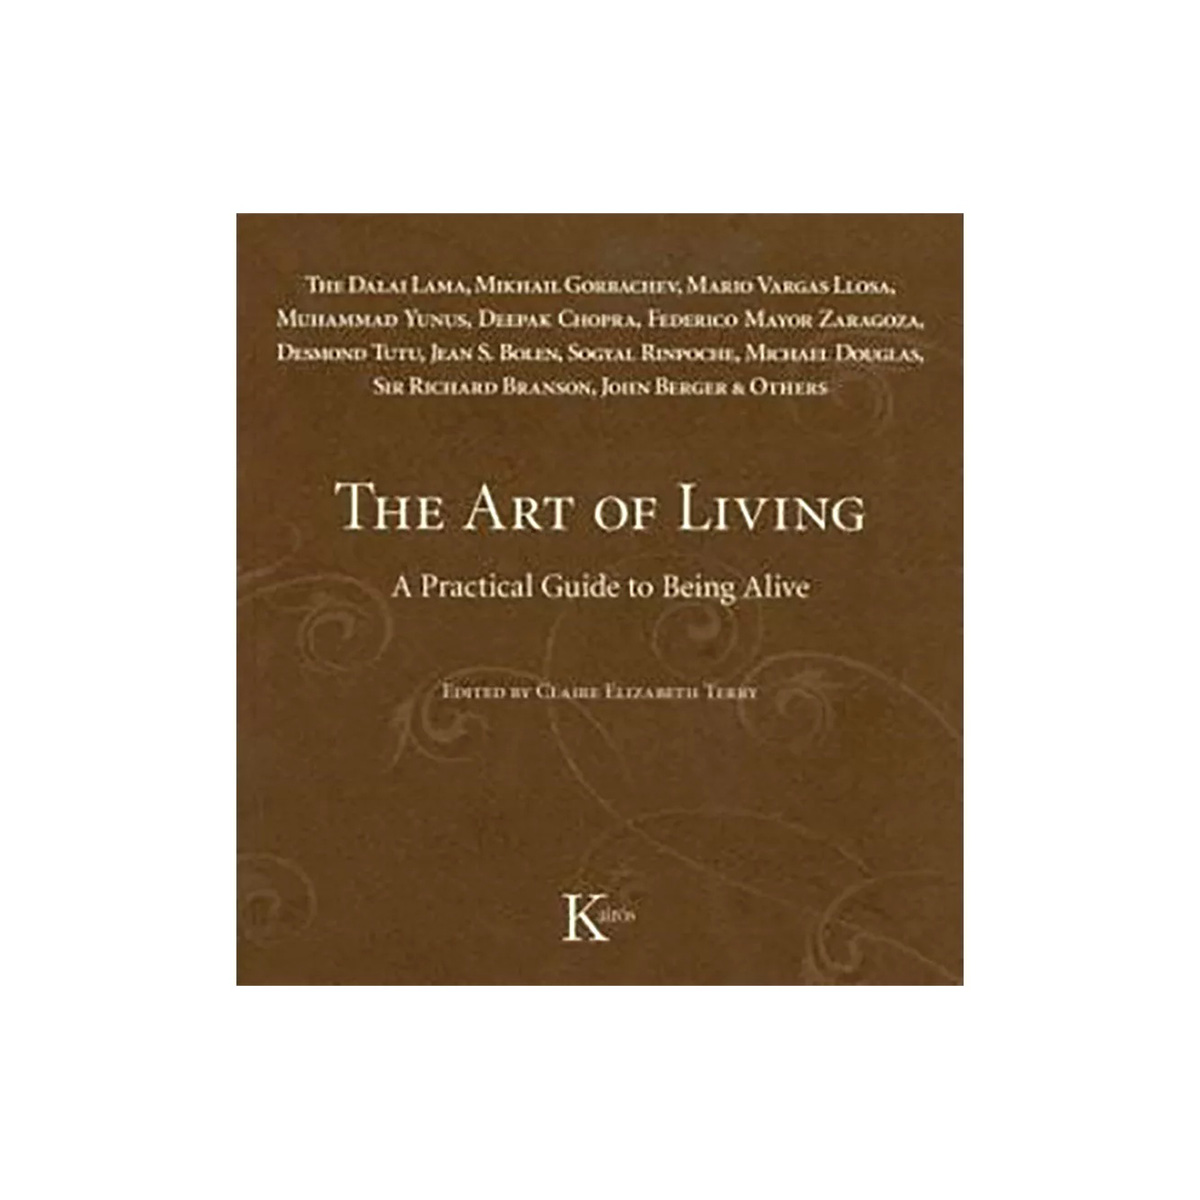 The Dalai Lama, Mikhail Gorbachev, Mario Vargas Llosa,
Muhammad Yunus, Deepak Chopra, Federico Mayor Zaragoza,
Desmond Tutu, Jean S. Bolen, Sogyal Rinpoche, Michael Douglas,
Sir Richard Branson, John Berger & Others
The Art of Living
A Practical Guide to Being Alive
Edited by Claire Elizabeth Terry
Kairós